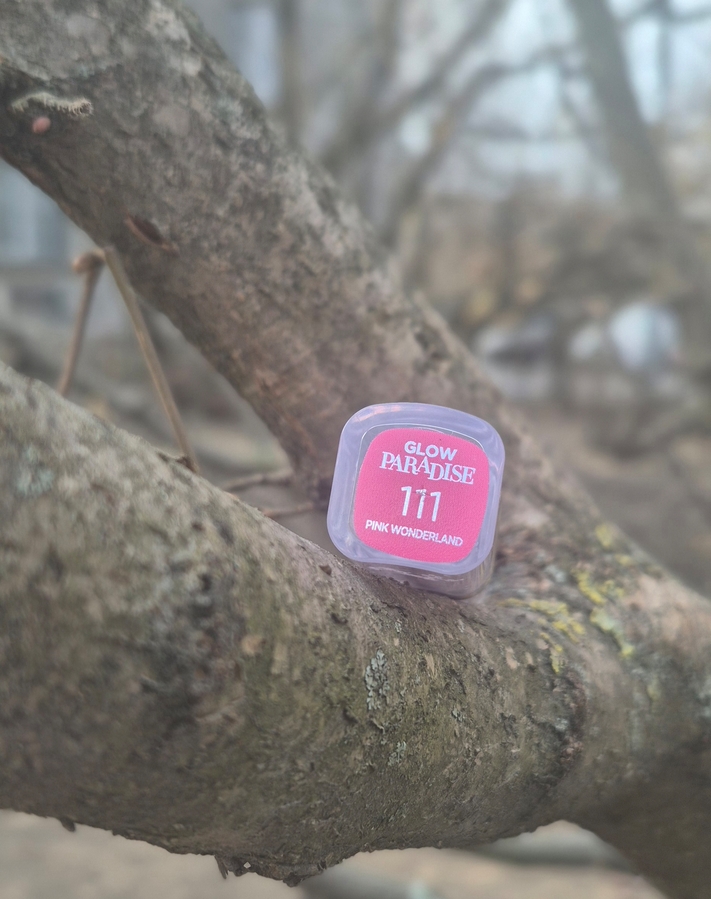 GLOW
PARADISE
111
PINK WONDERLAND